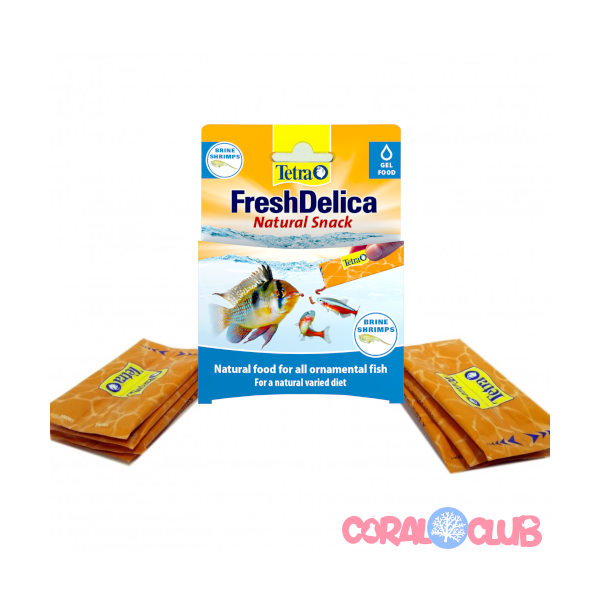 BRINE
SHRIMPS
Tetra
GEL
FOOD
FreshDelica
Natural Snack
Tetra
BRINE
SHRIMPS
Natural food for all ornamental fish
For a natural varied diet
Tetra
Tetra
CORAL CLUB